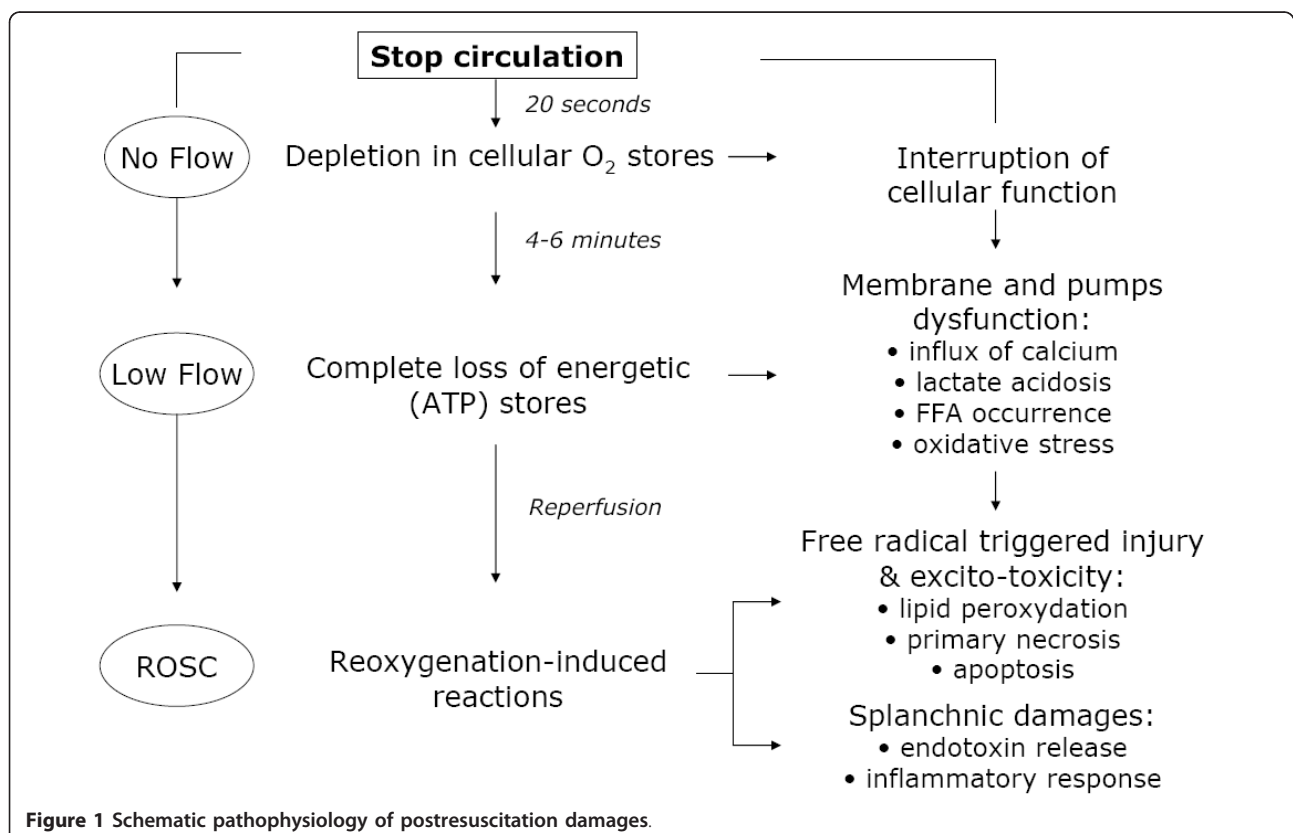 Stop circulation
20 seconds
No Flow
Depletion in cellular O₂ stores
Interruption of
cellular function
4-6 minutes
Low Flow
Complete loss of energetic
(ATP) stores
Membrane and pumps
dysfunction:
• influx of calcium
• lactate acidosis
• FFA occurrence
• oxidative stress
Reperfusion
ROSC
Reoxygenation-induced
reactions
Free radical triggered injury
& excito-toxicity:
• lipid peroxydation
• primary necrosis
• apoptosis
Splanchnic damages:
• endotoxin release
• inflammatory response
Figure 1 Schematic pathophysiology of postresuscitation damages.